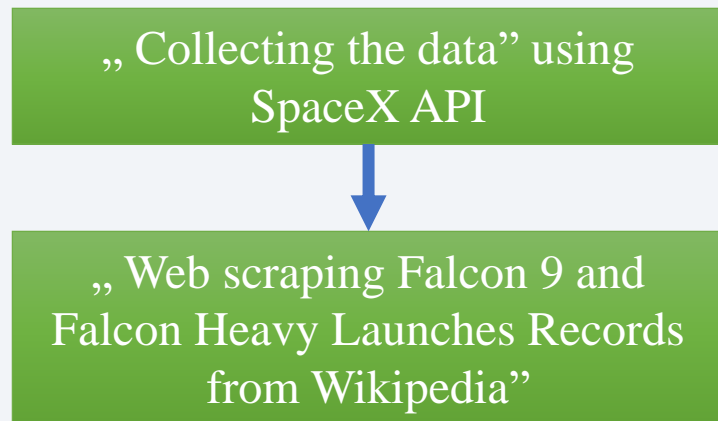 „ Collecting the data” using
SpaceX API
„ Web scraping Falcon 9 and
Falcon Heavy Launches Records
from Wikipedia”